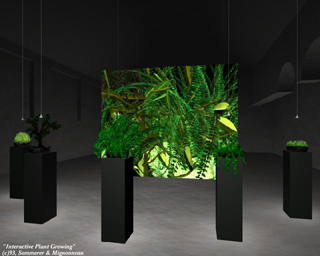 "Interactive Plant Growing"
(c)93, Sommerer & Mignonneau